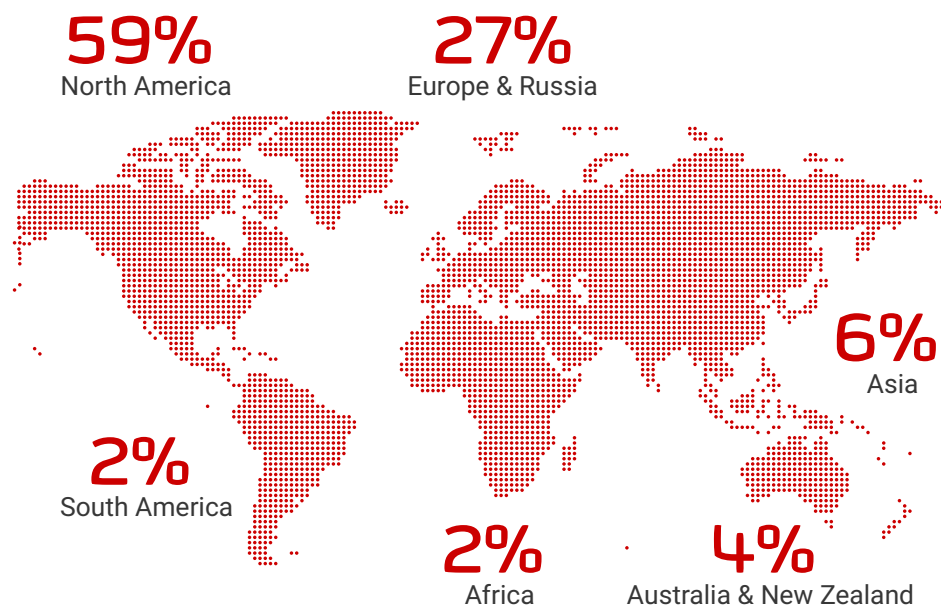 59%
North America
27%
Europe & Russia
6%
Asia
2%
South America
2%
Africa
4%
Australia & New Zealand